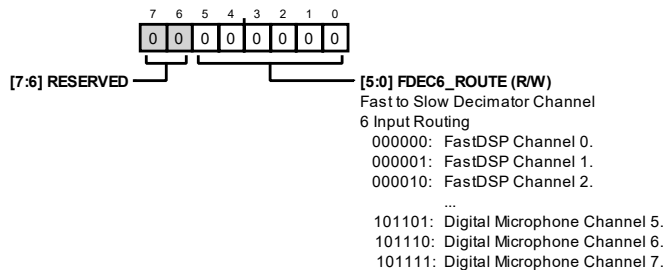 7 6 5 4 3 2 1 0
0 0 0 0 0 0 0 0
[7:6] RESERVED
[5:0] FDEC6_ROUTE (R/W)
Fast to Slow Decimator Channel
6 Input Routing
000000: FastDSP Channel 0.
000001: FastDSP Channel 1.
000010: FastDSP Channel 2.
...
101101: Digital Microphone Channel 5.
101110: Digital Microphone Channel 6.
101111: Digital Microphone Channel 7.